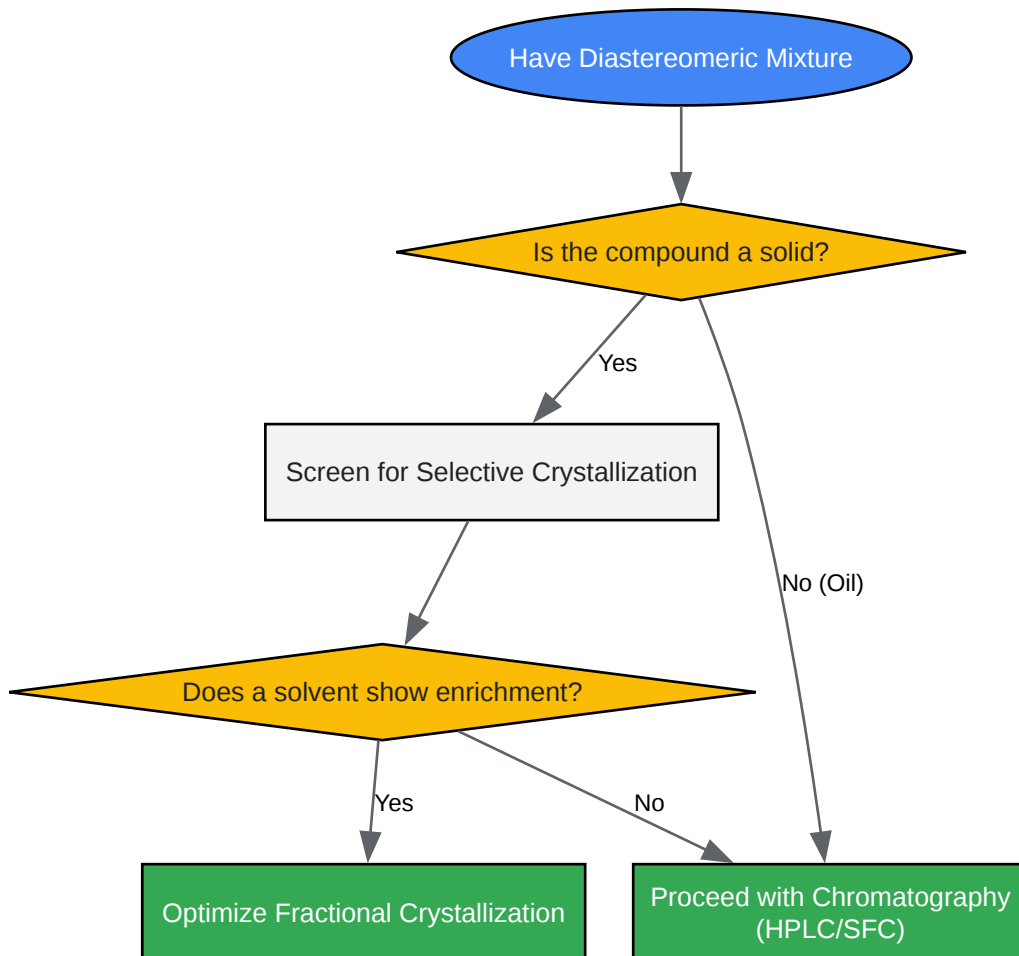 Have Diastereomeric Mixture
Is the compound a solid?
Yes
Screen for Selective Crystallization
No (Oil)
Does a solvent show enrichment?
Yes
No
Optimize Fractional Crystallization
Proceed with Chromatography
(HPLC/SFC)